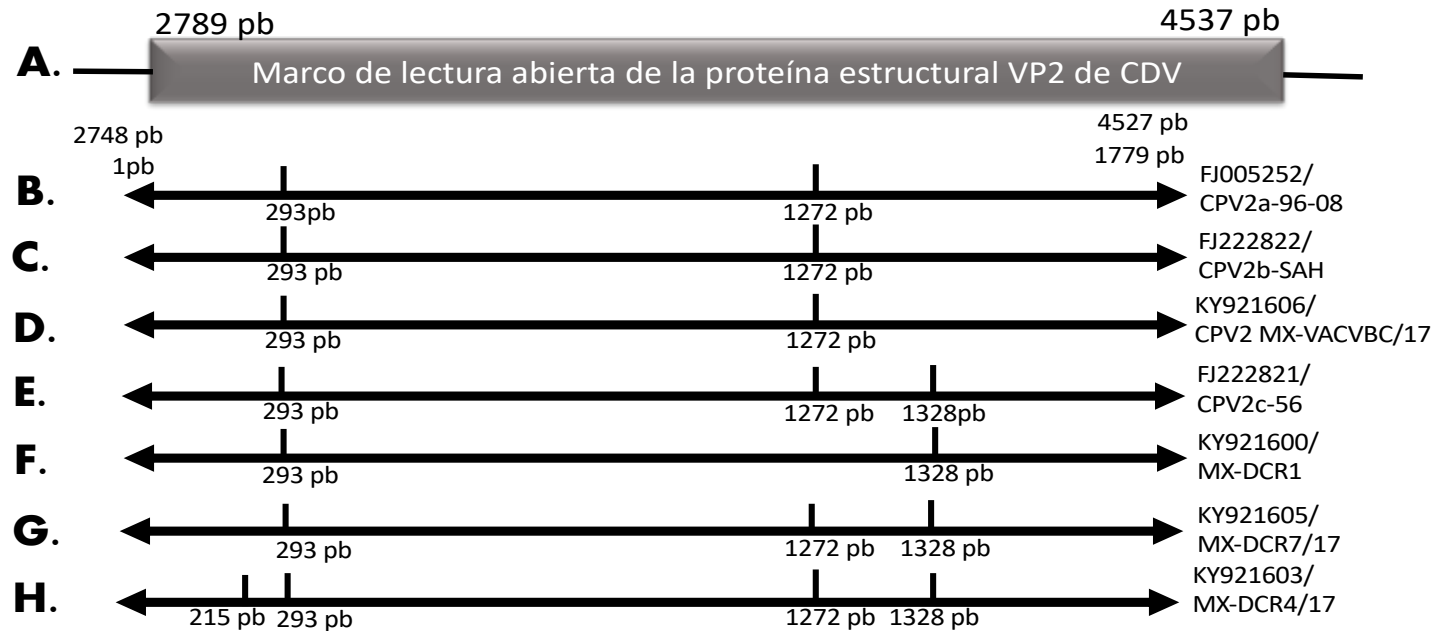 2789 pb 4537 pb
A. Marco de lectura abierta de la proteína estructural VP2 de CDV
2748 pb 4527 pb
1pb 1779 pb
B. FJ005252/
CPV2a-96-08
293pb 1272 pb
C. FJ222822/
CPV2b-SAH
293 pb 1272 pb
D. KY921606/
CPV2 MX-VACVBC/17
293 pb 1272 pb
E. FJ222821/
CPV2c-56
293 pb 1272 pb 1328pb
F. KY921600/
MX-DCR1
293 pb 1328 pb
G. KY921605/
MX-DCR7/17
293 pb 1272 pb 1328 pb
H. KY921603/
MX-DCR4/17
215 pb 293 pb 1272 pb 1328 pb